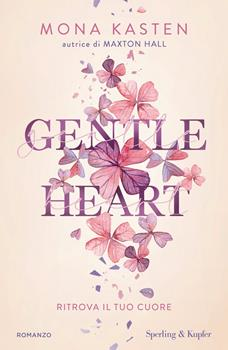 MONA KASTEN
autrice di MAXTON HALL
GENTLE
HEART
RITROVA IL TUO CUORE
ROMANZO
Sperling & Kupfer